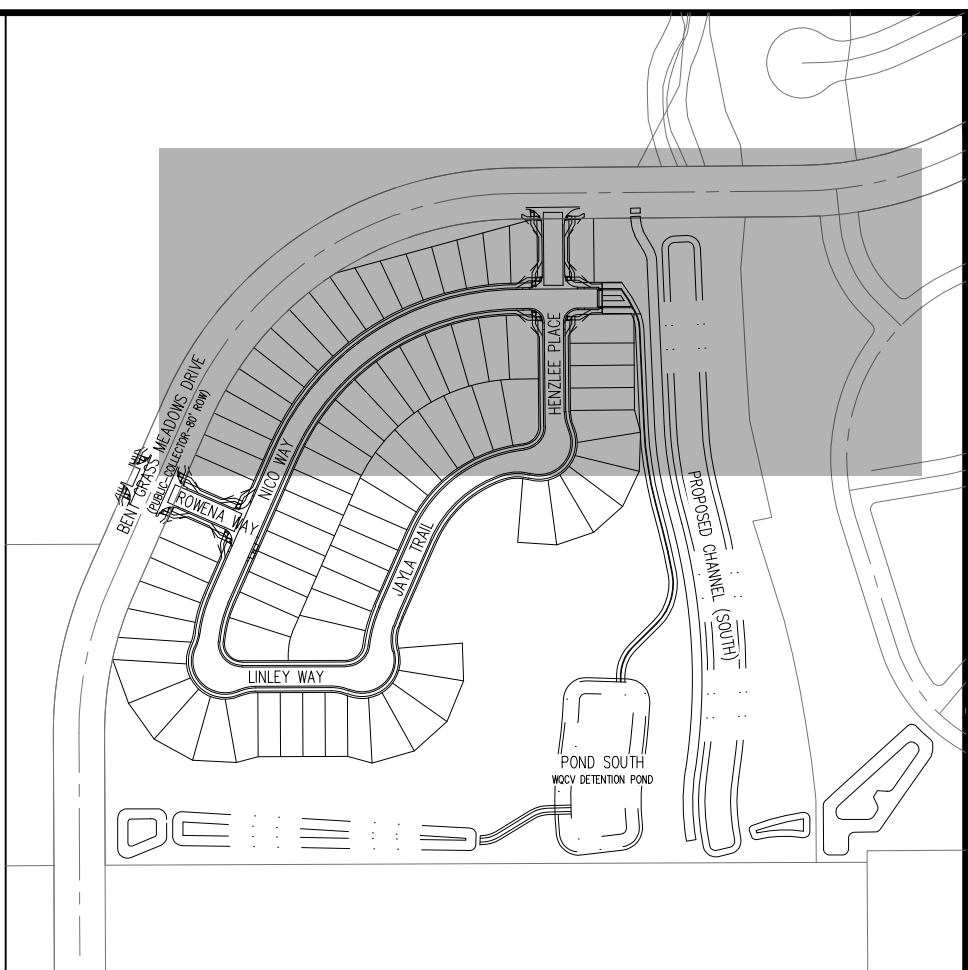 BENT GRASS MEADOWS DRIVE
(PUBLIC-COLLECTOR-80' ROW)
HENZLEE PLACE
NICO WAY
ROWENA WAY
JAYLA TRAIL
PROPOSED CHANNEL (SOUTH)
LINLEY WAY
POND SOUTH
WQCV DETENTION POND